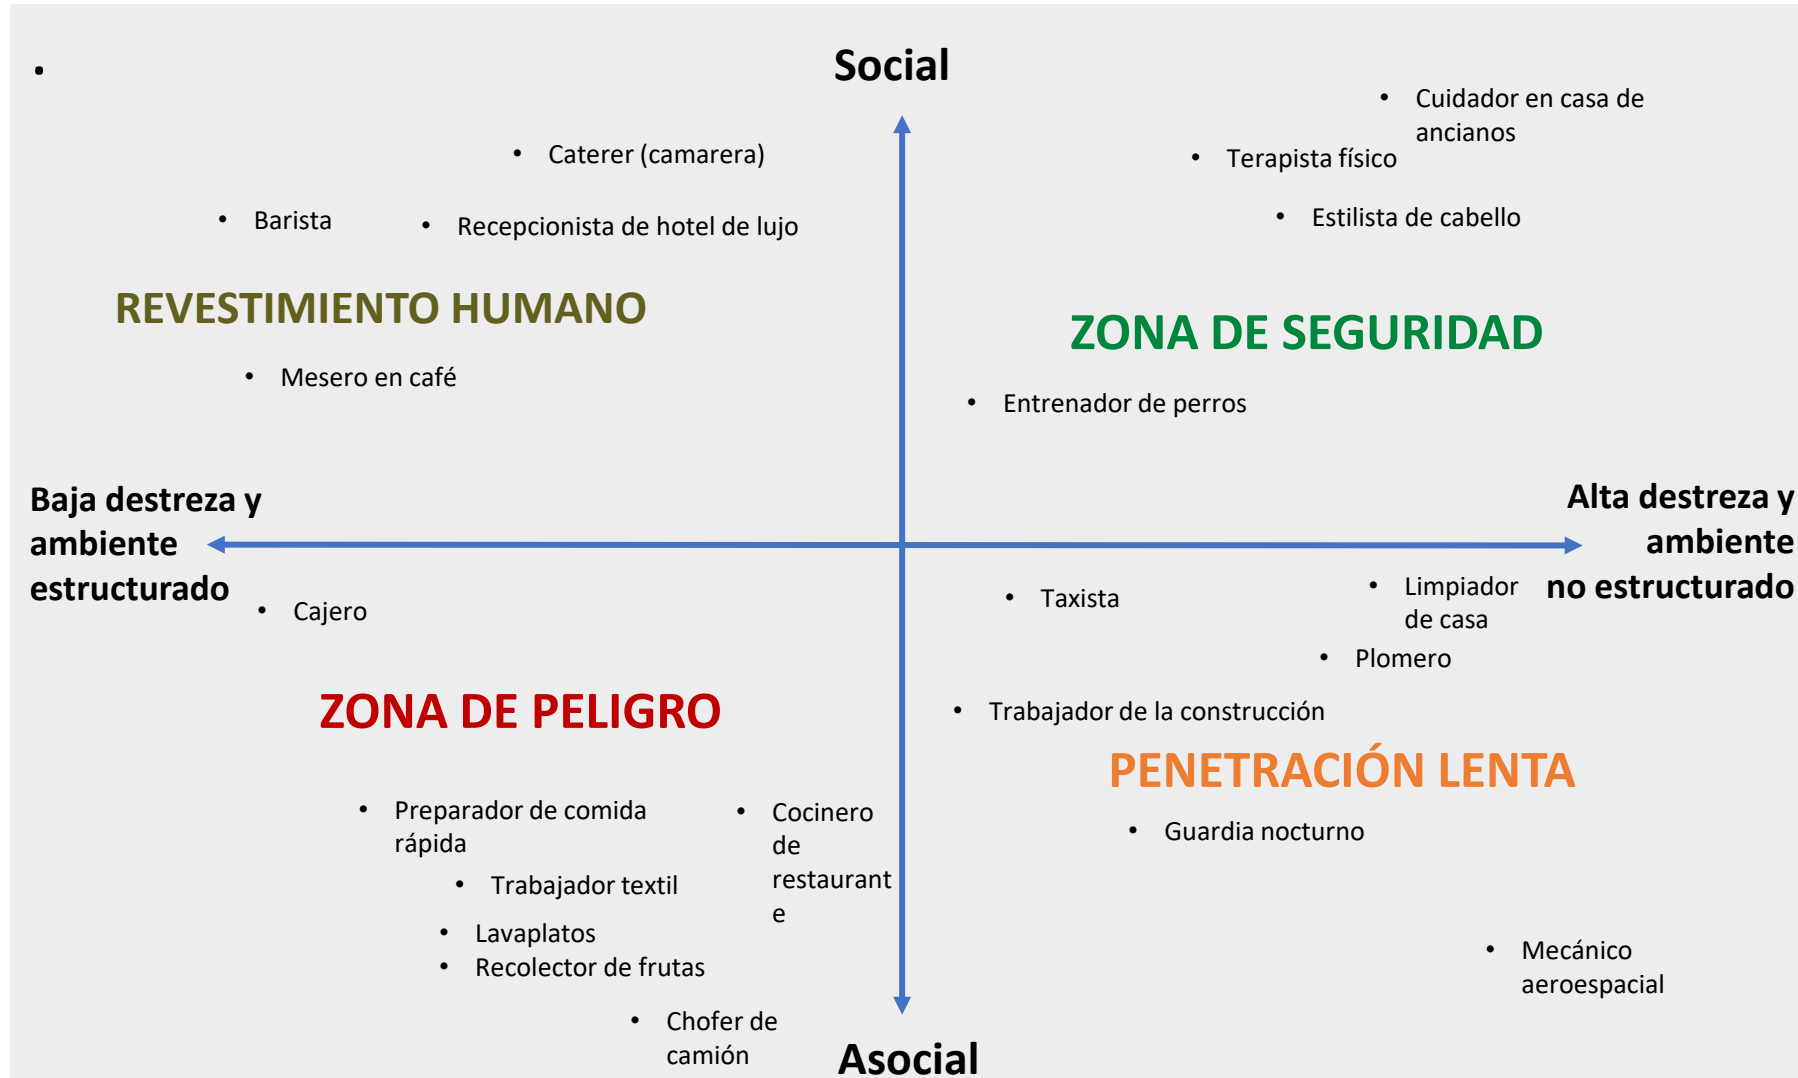 Social
• Cuidador en casa de
ancianos
• Caterer (camarera)
• Terapista físico
• Barista
• Recepcionista de hotel de lujo
• Estilista de cabello
REVESTIMIENTO HUMANO
ZONA DE SEGURIDAD
• Mesero en café
• Entrenador de perros
Baja destreza y
ambiente
estructurado
Alta destreza y
ambiente
no estructurado
• Cajero
• Taxista
• Limpiador
de casa
• Plomero
ZONA DE PELIGRO
• Trabajador de la construcción
PENETRACIÓN LENTA
• Preparador de comida
rápida
• Cocinero
de
restaurant
e
• Guardia nocturno
• Trabajador textil
• Lavaplatos
• Recolector de frutas
• Mecánico
aeroespacial
• Chofer de
camión
Asocial